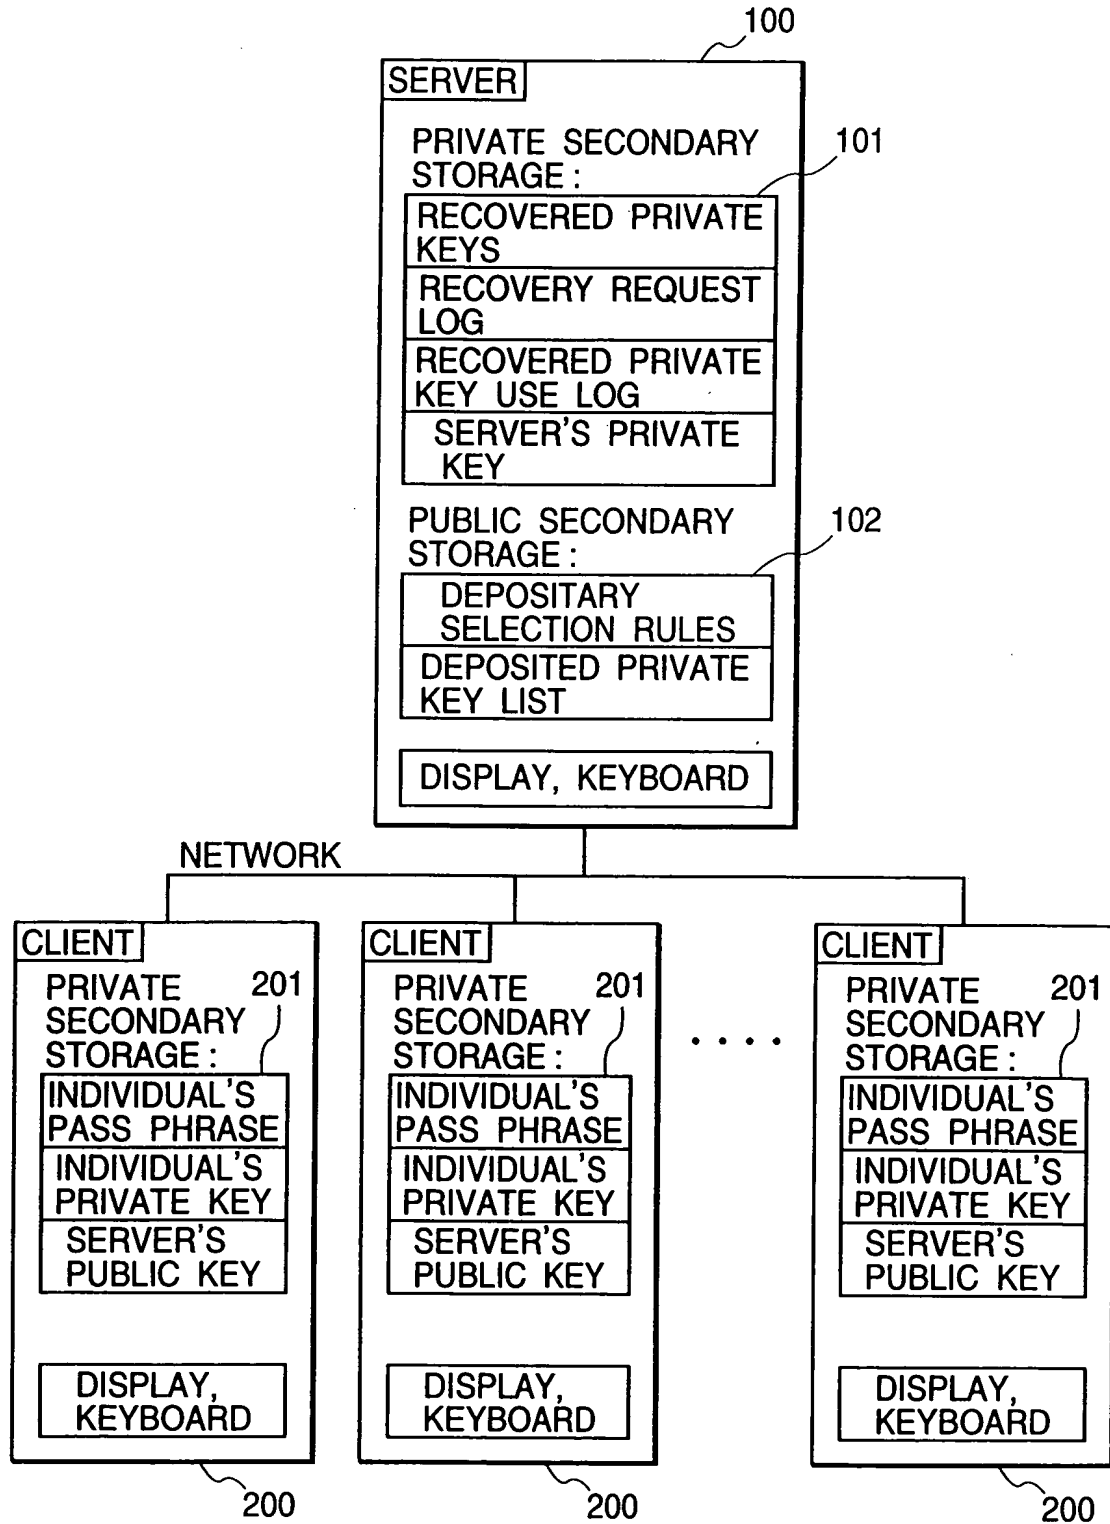 100
SERVER
PRIVATE SECONDARY
STORAGE :
101
RECOVERED PRIVATE
KEYS
RECOVERY REQUEST
LOG
RECOVERED PRIVATE
KEY USE LOG
SERVER'S PRIVATE
KEY
PUBLIC SECONDARY
STORAGE :
102
DEPOSITARY
SELECTION RULES
DEPOSITED PRIVATE
KEY LIST
DISPLAY, KEYBOARD
NETWORK
CLIENT
PRIVATE
SECONDARY
STORAGE :
201
INDIVIDUAL'S
PASS PHRASE
INDIVIDUAL'S
PRIVATE KEY
SERVER'S
PUBLIC KEY
DISPLAY,
KEYBOARD
200
CLIENT
PRIVATE
SECONDARY
STORAGE :
201
INDIVIDUAL'S
PASS PHRASE
INDIVIDUAL'S
PRIVATE KEY
SERVER'S
PUBLIC KEY
DISPLAY,
KEYBOARD
200
. . . .
CLIENT
PRIVATE
SECONDARY
STORAGE :
201
INDIVIDUAL'S
PASS PHRASE
INDIVIDUAL'S
PRIVATE KEY
SERVER'S
PUBLIC KEY
DISPLAY,
KEYBOARD
200